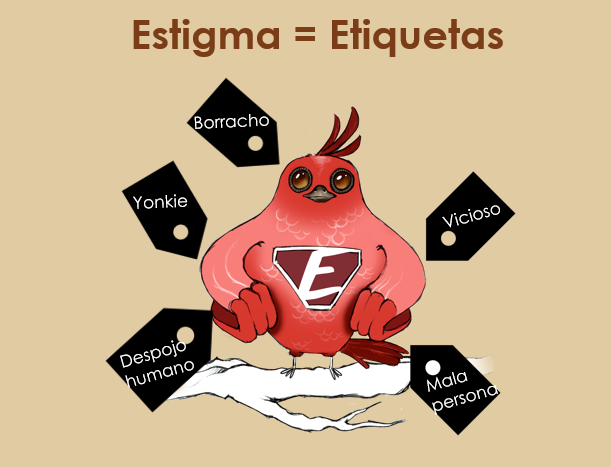 Estigma = Etiquetas
Borracho
Yonkie
Vicioso
E
Despojo
humano
Mala
persona